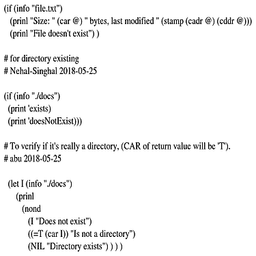 (if (info "file.txt")
(prinl "Size: " (car @) " bytes, last modified " (stamp (cadr @) (cddr @)))
(prinl "File doesn't exist") )
# for directory existing
# Nehal-Singhal 2018-05-25
(if (info "./docs")
(print 'exists)
(print 'doesNotExist)))
# To verify if it's really a directory, (CAR of return value will be 'T').
# abu 2018-05-25
(let I (info "./docs")
(prinl
(nond
(I "Does not exist")
((=T (car I)) "Is not a directory")
(NIL "Directory exists") ) ) )